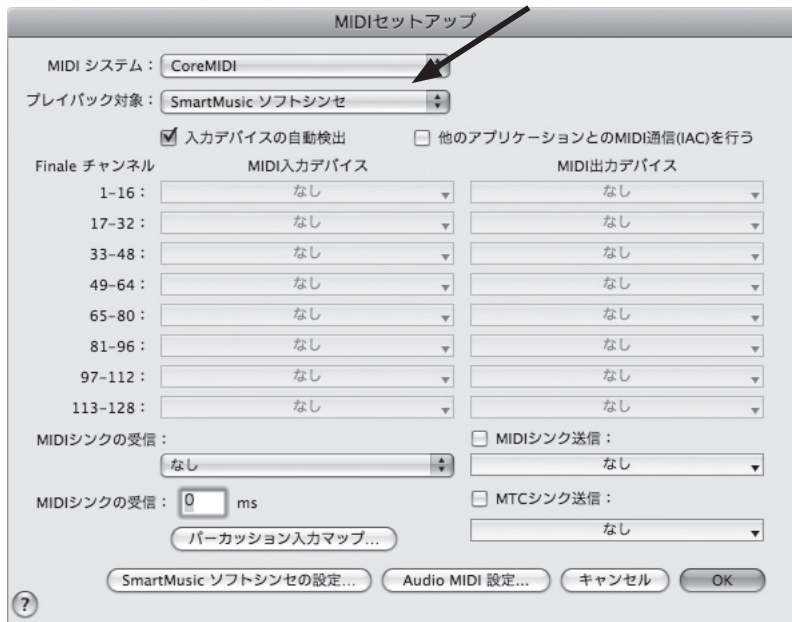 MIDIセットアップ
MIDI システム： CoreMIDI
プレイバック対象： SmartMusic ソフトシンセ
入力デバイスの自動検出 他のアプリケーションとのMIDI通信(IAC)を行う
Finale チャンネル MIDI入力デバイス MIDI出力デバイス
1–16： なし なし
17–32： なし なし
33–48： なし なし
49–64： なし なし
65–80： なし なし
81–96： なし なし
97–112： なし なし
113–128： なし なし
MIDIシンクの受信： MIDIシンク送信：
なし なし
MIDIシンクの受信： 0 ms MTCシンク送信：
パーカッション入力マップ... なし
SmartMusic ソフトシンセの設定... Audio MIDI 設定... キャンセル OK
?